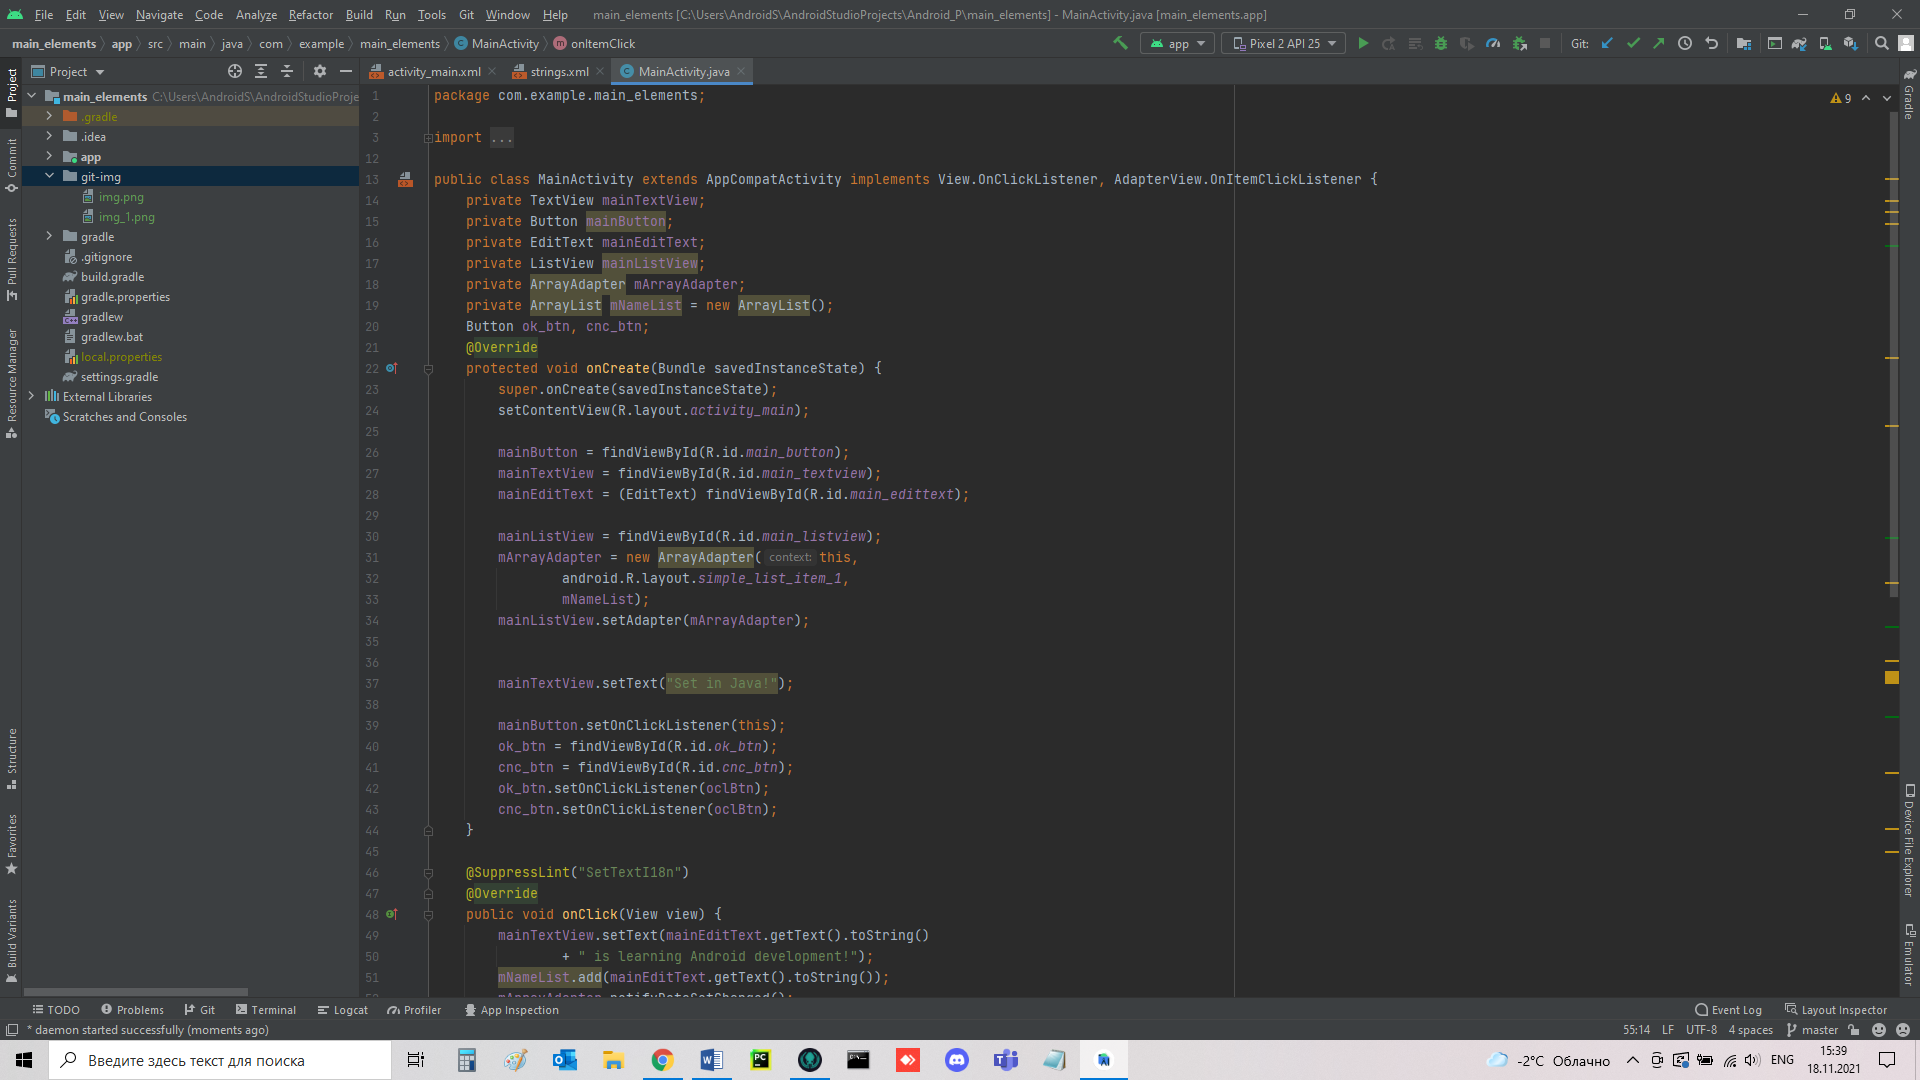 File Edit View Navigate Code Analyze Refactor Build Run Tools Git Window Help main_elements [C:\Users\AndroidS\AndroidStudioProjects\Android_P\main_elements] - MainActivity.java [main_elements.app]
main_elements app src main java com example main_elements MainActivity onItemClick app Pixel 2 API 25 Git:
Project
activity_main.xml strings.xml MainActivity.java
main_elements C:\Users\AndroidS\AndroidStudioProje
.gradle
.idea
app
git-img
img.png
img_1.png
gradle
.gitignore
build.gradle
gradle.properties
gradlew
gradlew.bat
local.properties
settings.gradle
External Libraries
Scratches and Consoles
Project
Commit
Pull Requests
Resource Manager
Structure
Favorites
Build Variants
1 package com.example.main_elements;
2
3 import ...
12
13 public class MainActivity extends AppCompatActivity implements View.OnClickListener, AdapterView.OnItemClickListener {
14 private TextView mainTextView;
15 private Button mainButton;
16 private EditText mainEditText;
17 private ListView mainListView;
18 private ArrayAdapter mArrayAdapter;
19 private ArrayList mNameList = new ArrayList();
20 Button ok_btn, cnc_btn;
21 @Override
22 protected void onCreate(Bundle savedInstanceState) {
23 super.onCreate(savedInstanceState);
24 setContentView(R.layout.activity_main);
25
26 mainButton = findViewById(R.id.main_button);
27 mainTextView = findViewById(R.id.main_textview);
28 mainEditText = (EditText) findViewById(R.id.main_edittext);
29
30 mainListView = findViewById(R.id.main_listview);
31 mArrayAdapter = new ArrayAdapter( context: this,
32 android.R.layout.simple_list_item_1,
33 mNameList);
34 mainListView.setAdapter(mArrayAdapter);
35
36
37 mainTextView.setText("Set in Java!");
38
39 mainButton.setOnClickListener(this);
40 ok_btn = findViewById(R.id.ok_btn);
41 cnc_btn = findViewById(R.id.cnc_btn);
42 ok_btn.setOnClickListener(oclBtn);
43 cnc_btn.setOnClickListener(oclBtn);
44 }
45
46 @SuppressLint("SetTextI18n")
47 @Override
48 public void onClick(View view) {
49 mainTextView.setText(mainEditText.getText().toString()
50 + " is learning Android development!");
51 mNameList.add(mainEditText.getText().toString());
52 mArrayAdapter.notifyDataSetChanged();
9
Gradle
Device File Explorer
Emulator
TODO Problems Git Terminal Logcat Profiler App Inspection Event Log Layout Inspector
* daemon started successfully (moments ago) 55:14 LF UTF-8 4 spaces master
Введите здесь текст для поиска
-2°C Облачно ENG 15:39
18.11.2021